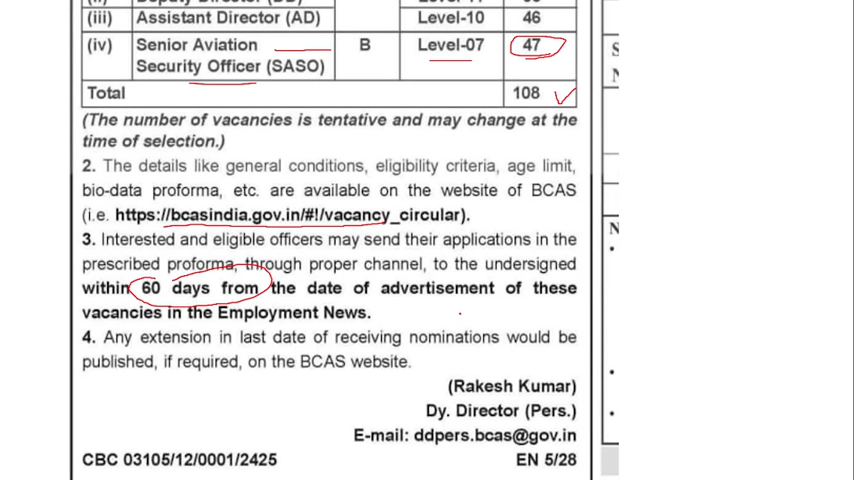 (iii) Assistant Director (AD) Level-10 46
(iv) Senior Aviation B Level-07 47
Security Officer (SASO)
Total 108
(The number of vacancies is tentative and may change at the
time of selection.)
2. The details like general conditions, eligibility criteria, age limit,
bio-data proforma, etc. are available on the website of BCAS
(i.e. https://bcasindia.gov.in/#!/vacancy_circular).
3. Interested and eligible officers may send their applications in the
prescribed proforma, through proper channel, to the undersigned
within 60 days from the date of advertisement of these
vacancies in the Employment News.
4. Any extension in last date of receiving nominations would be
published, if required, on the BCAS website.
(Rakesh Kumar)
Dy. Director (Pers.)
E-mail: ddpers.bcas@gov.in
CBC 03105/12/0001/2425 EN 5/28